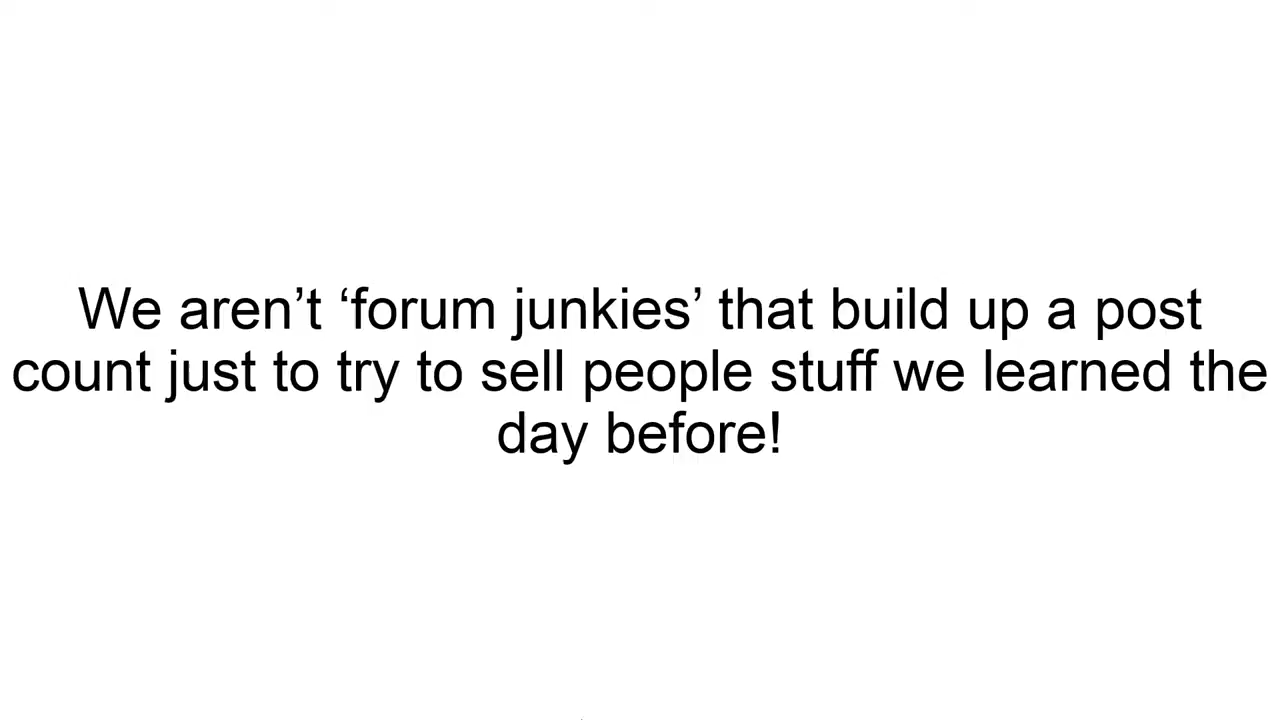 We aren’t ‘forum junkies’ that build up a post
count just to try to sell people stuff we learned the
day before!